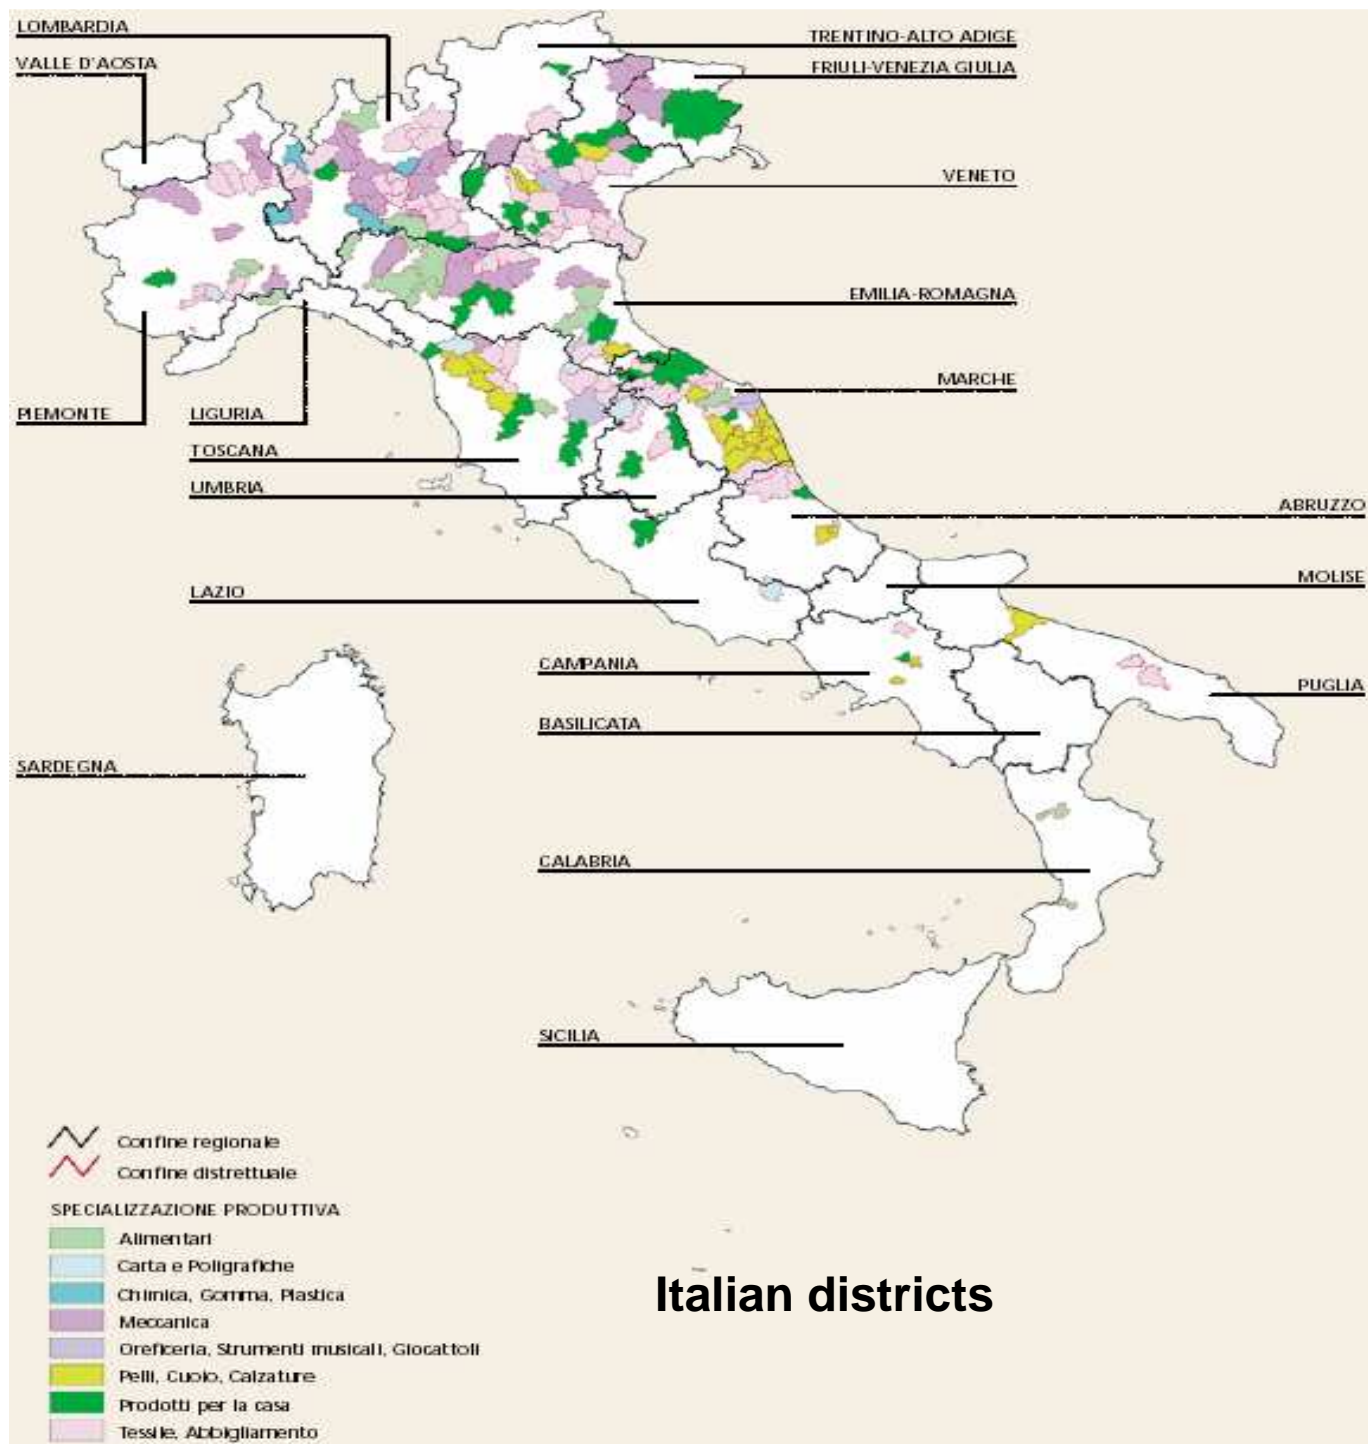 LOMBARDIA
TRENTINO-ALTO ADIGE
VALLE D'AOSTA
FRIULI-VENEZIA GIULIA
VENETO
EMILIA-ROMAGNA
MARCHE
PIEMONTE
LIGURIA
TOSCANA
UMBRIA
ABRUZZO
MOLISE
LAZIO
CAMPANIA
PUGLIA
BASILICATA
SARDEGNA
CALABRIA
SICILIA
Confine regionale
Confine distrettuale
SPECIALIZZAZIONE PRODUTTIVA
Alimentari
Carta e Poligrafiche
Chimica, Gomma, Plastica
Meccanica
Oreficeria, Strumenti musicali, Giocattoli
Pelli, Cuoio, Calzature
Prodotti per la casa
Tessile, Abbigliamento
Italian districts